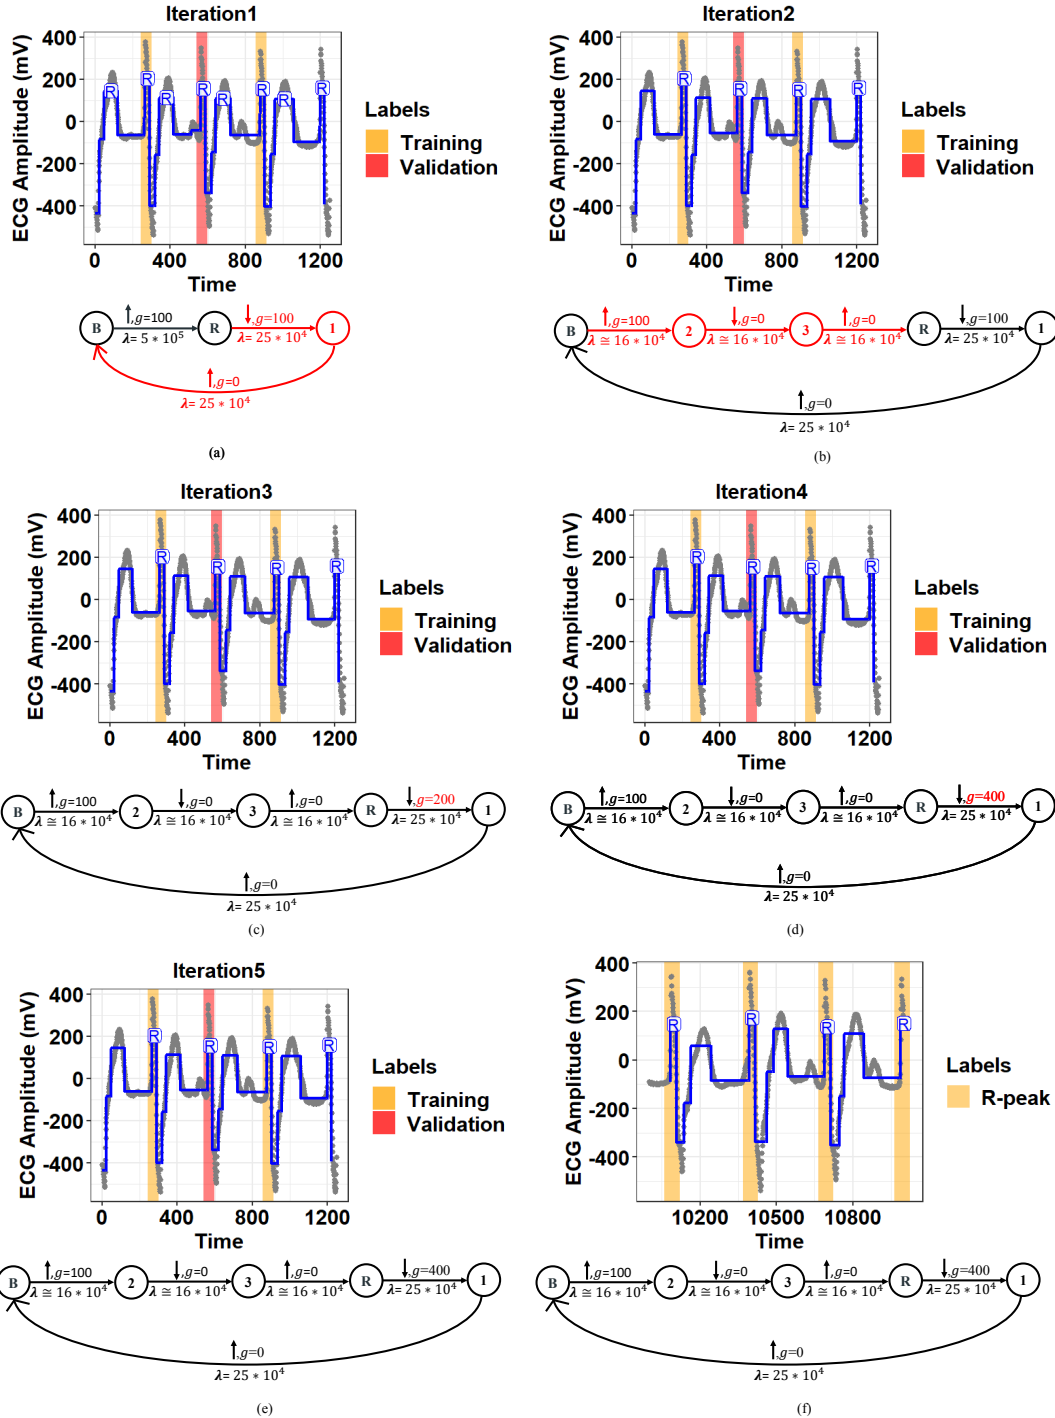 Iteration1
ECG Amplitude (mV)
400
200
0
-200
-400
R R R R R R R R
0 400 800 1200
Time
Labels
Training
Validation
↑,g=100 ↓,g=100
B R 1
λ= 5 * 10⁵ λ= 25 * 10⁴
↑,g=0
λ= 25 * 10⁴
(a)
Iteration2
ECG Amplitude (mV)
400
200
0
-200
-400
R R R R
0 400 800 1200
Time
Labels
Training
Validation
↑,g=100 ↓,g=0 ↑,g=0 ↓,g=100
B 2 3 R 1
λ ≅ 16 * 10⁴ λ ≅ 16 * 10⁴ λ ≅ 16 * 10⁴ λ= 25 * 10⁴
↑,g=0
λ= 25 * 10⁴
(b)
Iteration3
ECG Amplitude (mV)
400
200
0
-200
-400
R R R R
0 400 800 1200
Time
Labels
Training
Validation
↑,g=100 ↓,g=0 ↑,g=0 ↓,g=200
B 2 3 R 1
λ ≅ 16 * 10⁴ λ ≅ 16 * 10⁴ λ ≅ 16 * 10⁴ λ= 25 * 10⁴
↑,g=0
λ= 25 * 10⁴
(c)
Iteration4
ECG Amplitude (mV)
400
200
0
-200
-400
R R R R
0 400 800 1200
Time
Labels
Training
Validation
↑,g=100 ↓,g=0 ↑,g=0 ↓,g=400
B 2 3 R 1
λ ≅ 16 * 10⁴ λ ≅ 16 * 10⁴ λ ≅ 16 * 10⁴ λ= 25 * 10⁴
↑,g=0
λ= 25 * 10⁴
(d)
Iteration5
ECG Amplitude (mV)
400
200
0
-200
-400
R R R R
0 400 800 1200
Time
Labels
Training
Validation
↑,g=100 ↓,g=0 ↑,g=0 ↓,g=400
B 2 3 R 1
λ ≅ 16 * 10⁴ λ ≅ 16 * 10⁴ λ ≅ 16 * 10⁴ λ= 25 * 10⁴
↑,g=0
λ= 25 * 10⁴
(e)
ECG Amplitude (mV)
400
200
0
-200
-400
R R R R
10200 10500 10800
Time
Labels
R-peak
↑,g=100 ↓,g=0 ↑,g=0 ↓,g=400
B 2 3 R 1
λ ≅ 16 * 10⁴ λ ≅ 16 * 10⁴ λ ≅ 16 * 10⁴ λ= 25 * 10⁴
↑,g=0
λ= 25 * 10⁴
(f)